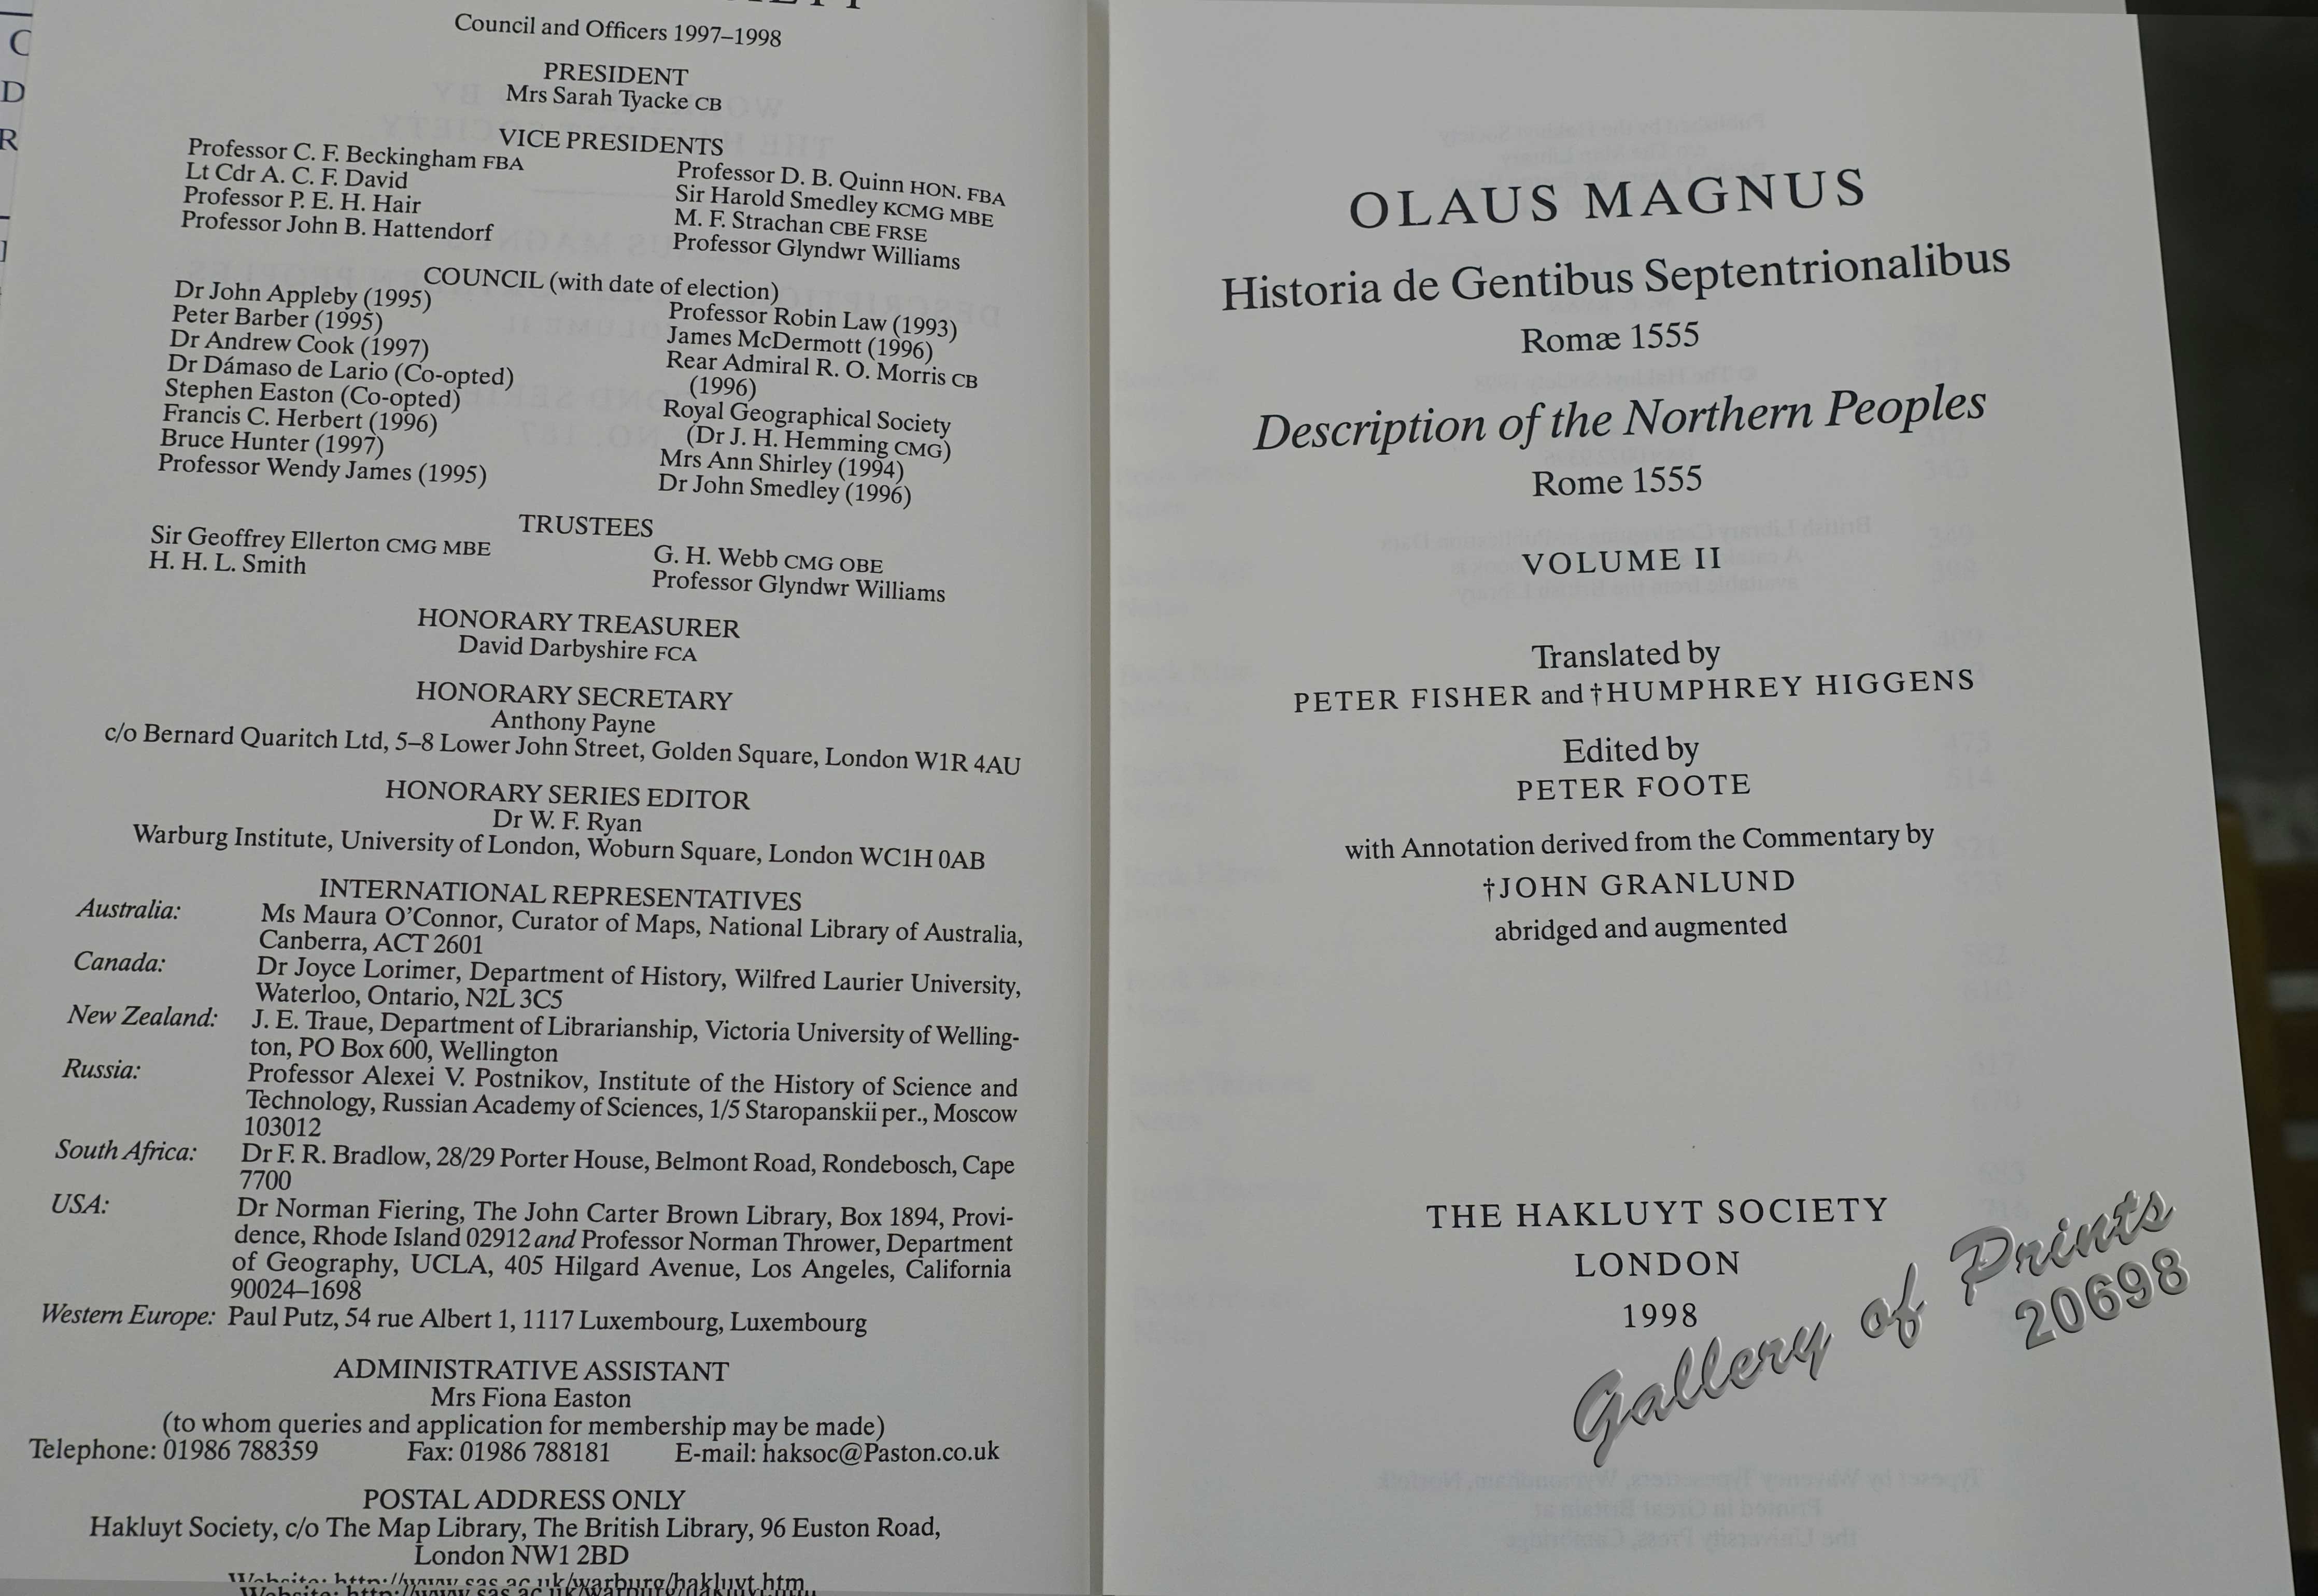 C
D
R
Council and Officers 1997–1998
PRESIDENT
Mrs Sarah Tyacke CB
VICE PRESIDENTS
Professor C. F. Beckingham FBA
Lt Cdr A. C. F. David
Professor P. E. H. Hair
Professor John B. Hattendorf
Professor D. B. Quinn HON. FBA
Sir Harold Smedley KCMG MBE
M. F. Strachan CBE FRSE
Professor Glyndwr Williams
COUNCIL (with date of election)
Dr John Appleby (1995)
Peter Barber (1995)
Dr Andrew Cook (1997)
Dr Dámaso de Lario (Co-opted)
Stephen Easton (Co-opted)
Francis C. Herbert (1996)
Bruce Hunter (1997)
Professor Wendy James (1995)
Professor Robin Law (1993)
James McDermott (1996)
Rear Admiral R. O. Morris CB
(1996)
Royal Geographical Society
(Dr J. H. Hemming CMG)
Mrs Ann Shirley (1994)
Dr John Smedley (1996)
TRUSTEES
Sir Geoffrey Ellerton CMG MBE
H. H. L. Smith
G. H. Webb CMG OBE
Professor Glyndwr Williams
HONORARY TREASURER
David Darbyshire FCA
HONORARY SECRETARY
Anthony Payne
c/o Bernard Quaritch Ltd, 5–8 Lower John Street, Golden Square, London W1R 4AU
HONORARY SERIES EDITOR
Dr W. F. Ryan
Warburg Institute, University of London, Woburn Square, London WC1H 0AB
INTERNATIONAL REPRESENTATIVES
Australia: Ms Maura O'Connor, Curator of Maps, National Library of Australia,
Canberra, ACT 2601
Canada: Dr Joyce Lorimer, Department of History, Wilfred Laurier University,
Waterloo, Ontario, N2L 3C5
New Zealand: J. E. Traue, Department of Librarianship, Victoria University of Welling-
ton, PO Box 600, Wellington
Russia: Professor Alexei V. Postnikov, Institute of the History of Science and
Technology, Russian Academy of Sciences, 1/5 Staropanskii per., Moscow
103012
South Africa: Dr F. R. Bradlow, 28/29 Porter House, Belmont Road, Rondebosch, Cape
7700
USA: Dr Norman Fiering, The John Carter Brown Library, Box 1894, Provi-
dence, Rhode Island 02912 and Professor Norman Thrower, Department
of Geography, UCLA, 405 Hilgard Avenue, Los Angeles, California
90024–1698
Western Europe: Paul Putz, 54 rue Albert 1, 1117 Luxembourg, Luxembourg
ADMINISTRATIVE ASSISTANT
Mrs Fiona Easton
(to whom queries and application for membership may be made)
Telephone: 01986 788359 Fax: 01986 788181 E-mail: haksoc@Paston.co.uk
POSTAL ADDRESS ONLY
Hakluyt Society, c/o The Map Library, The British Library, 96 Euston Road,
London NW1 2BD
Website: http://www.sas.ac.uk/warburg/hakluyt.htm
OLAUS MAGNUS
Historia de Gentibus Septentrionalibus
Romæ 1555
Description of the Northern Peoples
Rome 1555
VOLUME II
Translated by
PETER FISHER and †HUMPHREY HIGGENS
Edited by
PETER FOOTE
with Annotation derived from the Commentary by
†JOHN GRANLUND
abridged and augmented
THE HAKLUYT SOCIETY
LONDON
1998
Gallery of Prints
20698